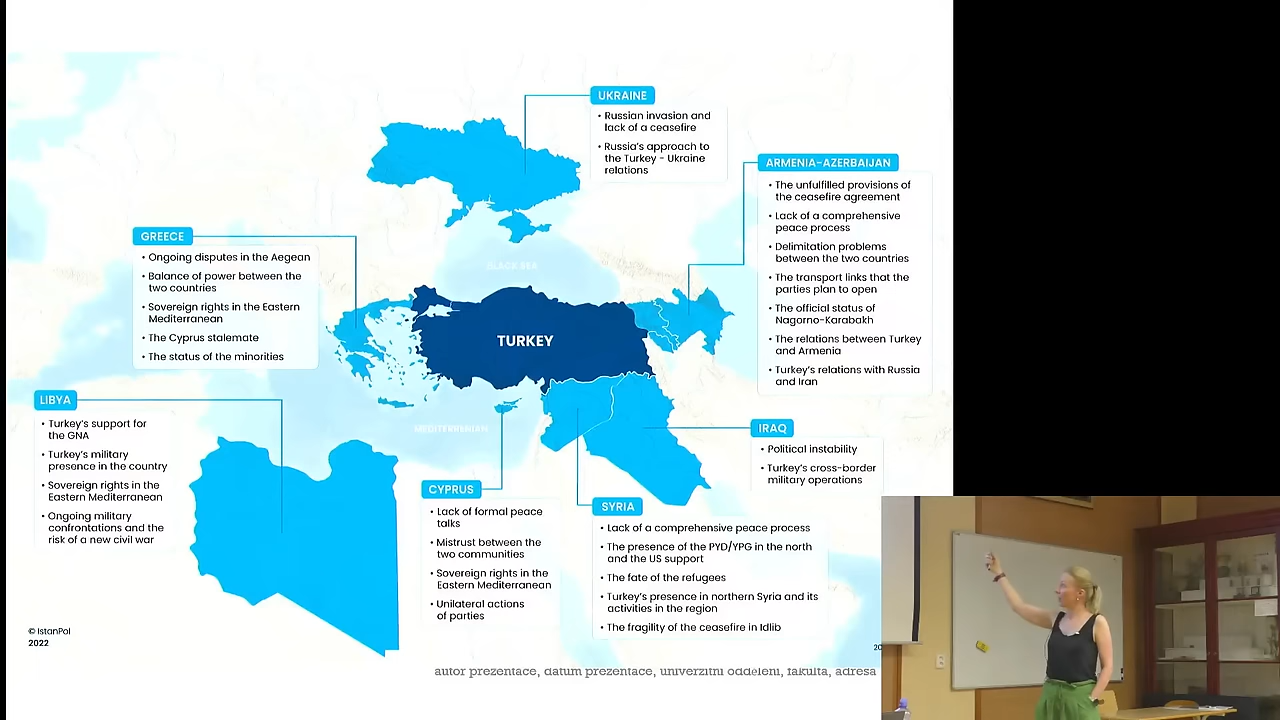 UKRAINE
• Russian invasion and
lack of a ceasefire
• Russia's approach to
the Turkey - Ukraine
relations
ARMENIA-AZERBAIJAN
• The unfulfilled provisions of
the ceasefire agreement
• Lack of a comprehensive
peace process
• Delimitation problems
between the two countries
• The transport links that the
parties plan to open
• The official status of
Nagorno-Karabakh
• The relations between Turkey
and Armenia
• Turkey's relations with Russia
and Iran
GREECE
• Ongoing disputes in the Aegean
• Balance of power between the
two countries
• Sovereign rights in the Eastern
Mediterranean
• The Cyprus stalemate
• The status of the minorities
BLACK SEA
TURKEY
MEDITERRANEAN
LIBYA
• Turkey's support for
the GNA
• Turkey's military
presence in the country
• Sovereign rights in the
Eastern Mediterranean
• Ongoing military
confrontations and the
risk of a new civil war
CYPRUS
• Lack of formal peace
talks
• Mistrust between the
two communities
• Sovereign rights in the
Eastern Mediterranean
• Unilateral actions
of parties
SYRIA
• Lack of a comprehensive peace process
• The presence of the PYD/YPG in the north
and the US support
• The fate of the refugees
• Turkey's presence in northern Syria and its
activities in the region
• The fragility of the ceasefire in Idlib
IRAQ
• Political instability
• Turkey's cross-border
military operations
© IstanPol
2022
20
autor prezentace, datum prezentace, univerzitní oddělení, fakulta, adresa